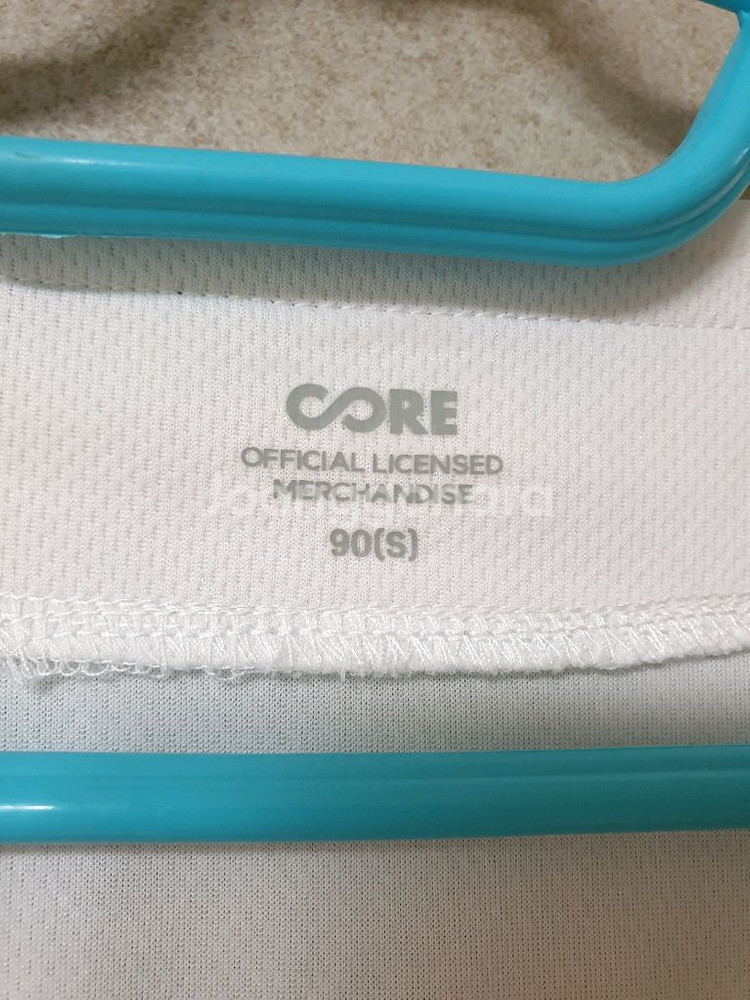 CORE
OFFICIAL LICENSED
MERCHANDISE
90(S)